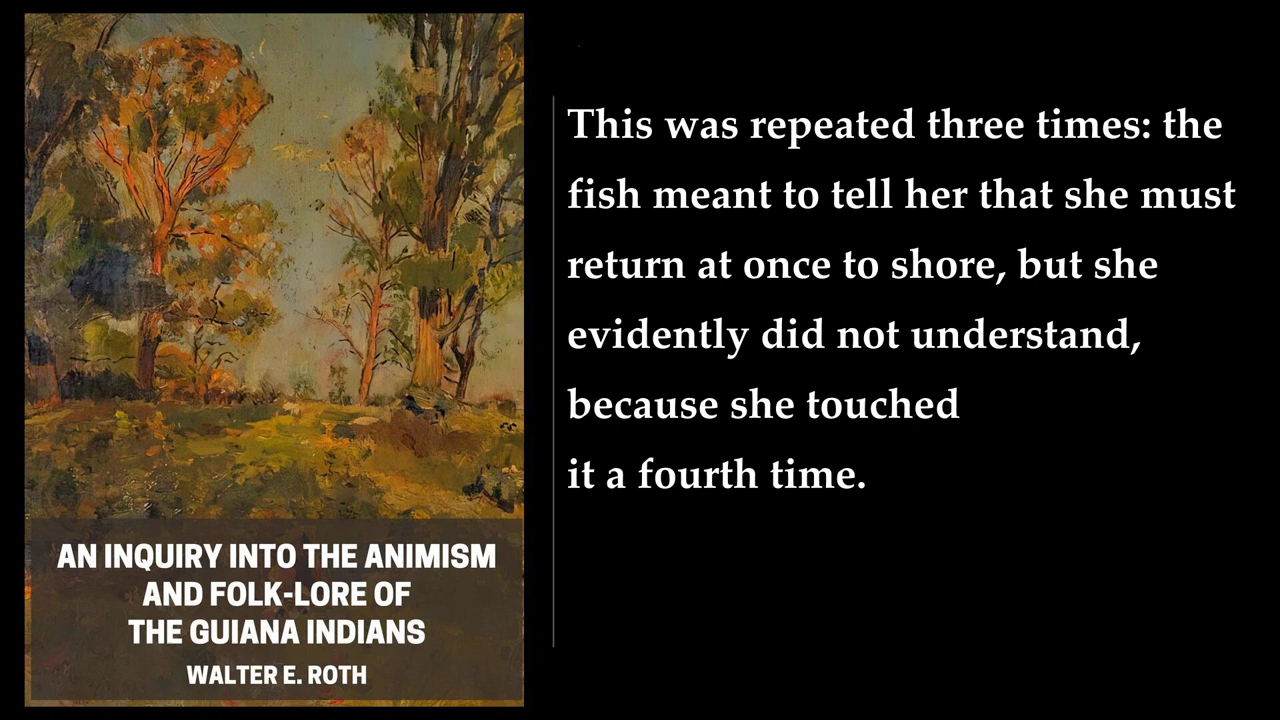 AN INQUIRY INTO THE ANIMISM
AND FOLK-LORE OF
THE GUIANA INDIANS
WALTER E. ROTH
This was repeated three times: the
fish meant to tell her that she must
return at once to shore, but she
evidently did not understand,
because she touched
it a fourth time.